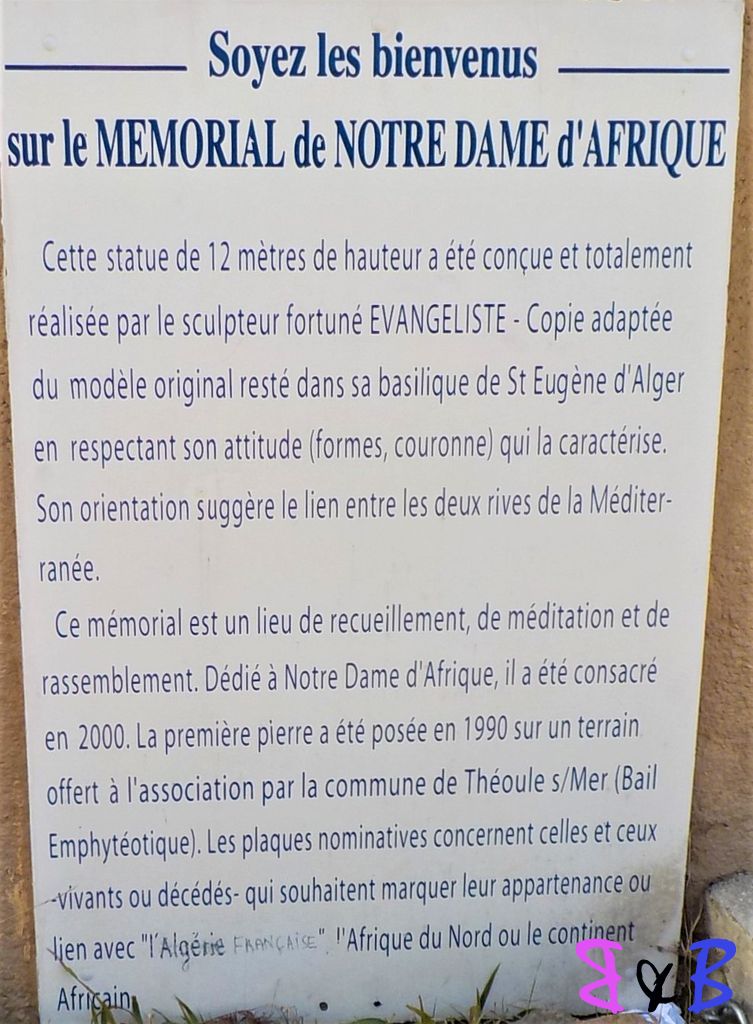 Soyez les bienvenus
sur le MEMORIAL de NOTRE DAME d'AFRIQUE
Cette statue de 12 mètres de hauteur a été conçue et totalement
réalisée par le sculpteur fortuné EVANGELISTE - Copie adaptée
du modèle original resté dans sa basilique de St Eugène d'Alger
en respectant son attitude (formes, couronne) qui la caractérise.
Son orientation suggère le lien entre les deux rives de la Méditer-
ranée.
Ce mémorial est un lieu de recueillement, de méditation et de
rassemblement. Dédié à Notre Dame d'Afrique, il a été consacré
en 2000. La première pierre a été posée en 1990 sur un terrain
offert à l'association par la commune de Théoule s/Mer (Bail
Emphytéotique). Les plaques nominatives concernent celles et ceux
-vivants ou décédés- qui souhaitent marquer leur appartenance ou
lien avec "l'Algérie FRANÇAISE". l'Afrique du Nord ou le continent
Africain.
B & B